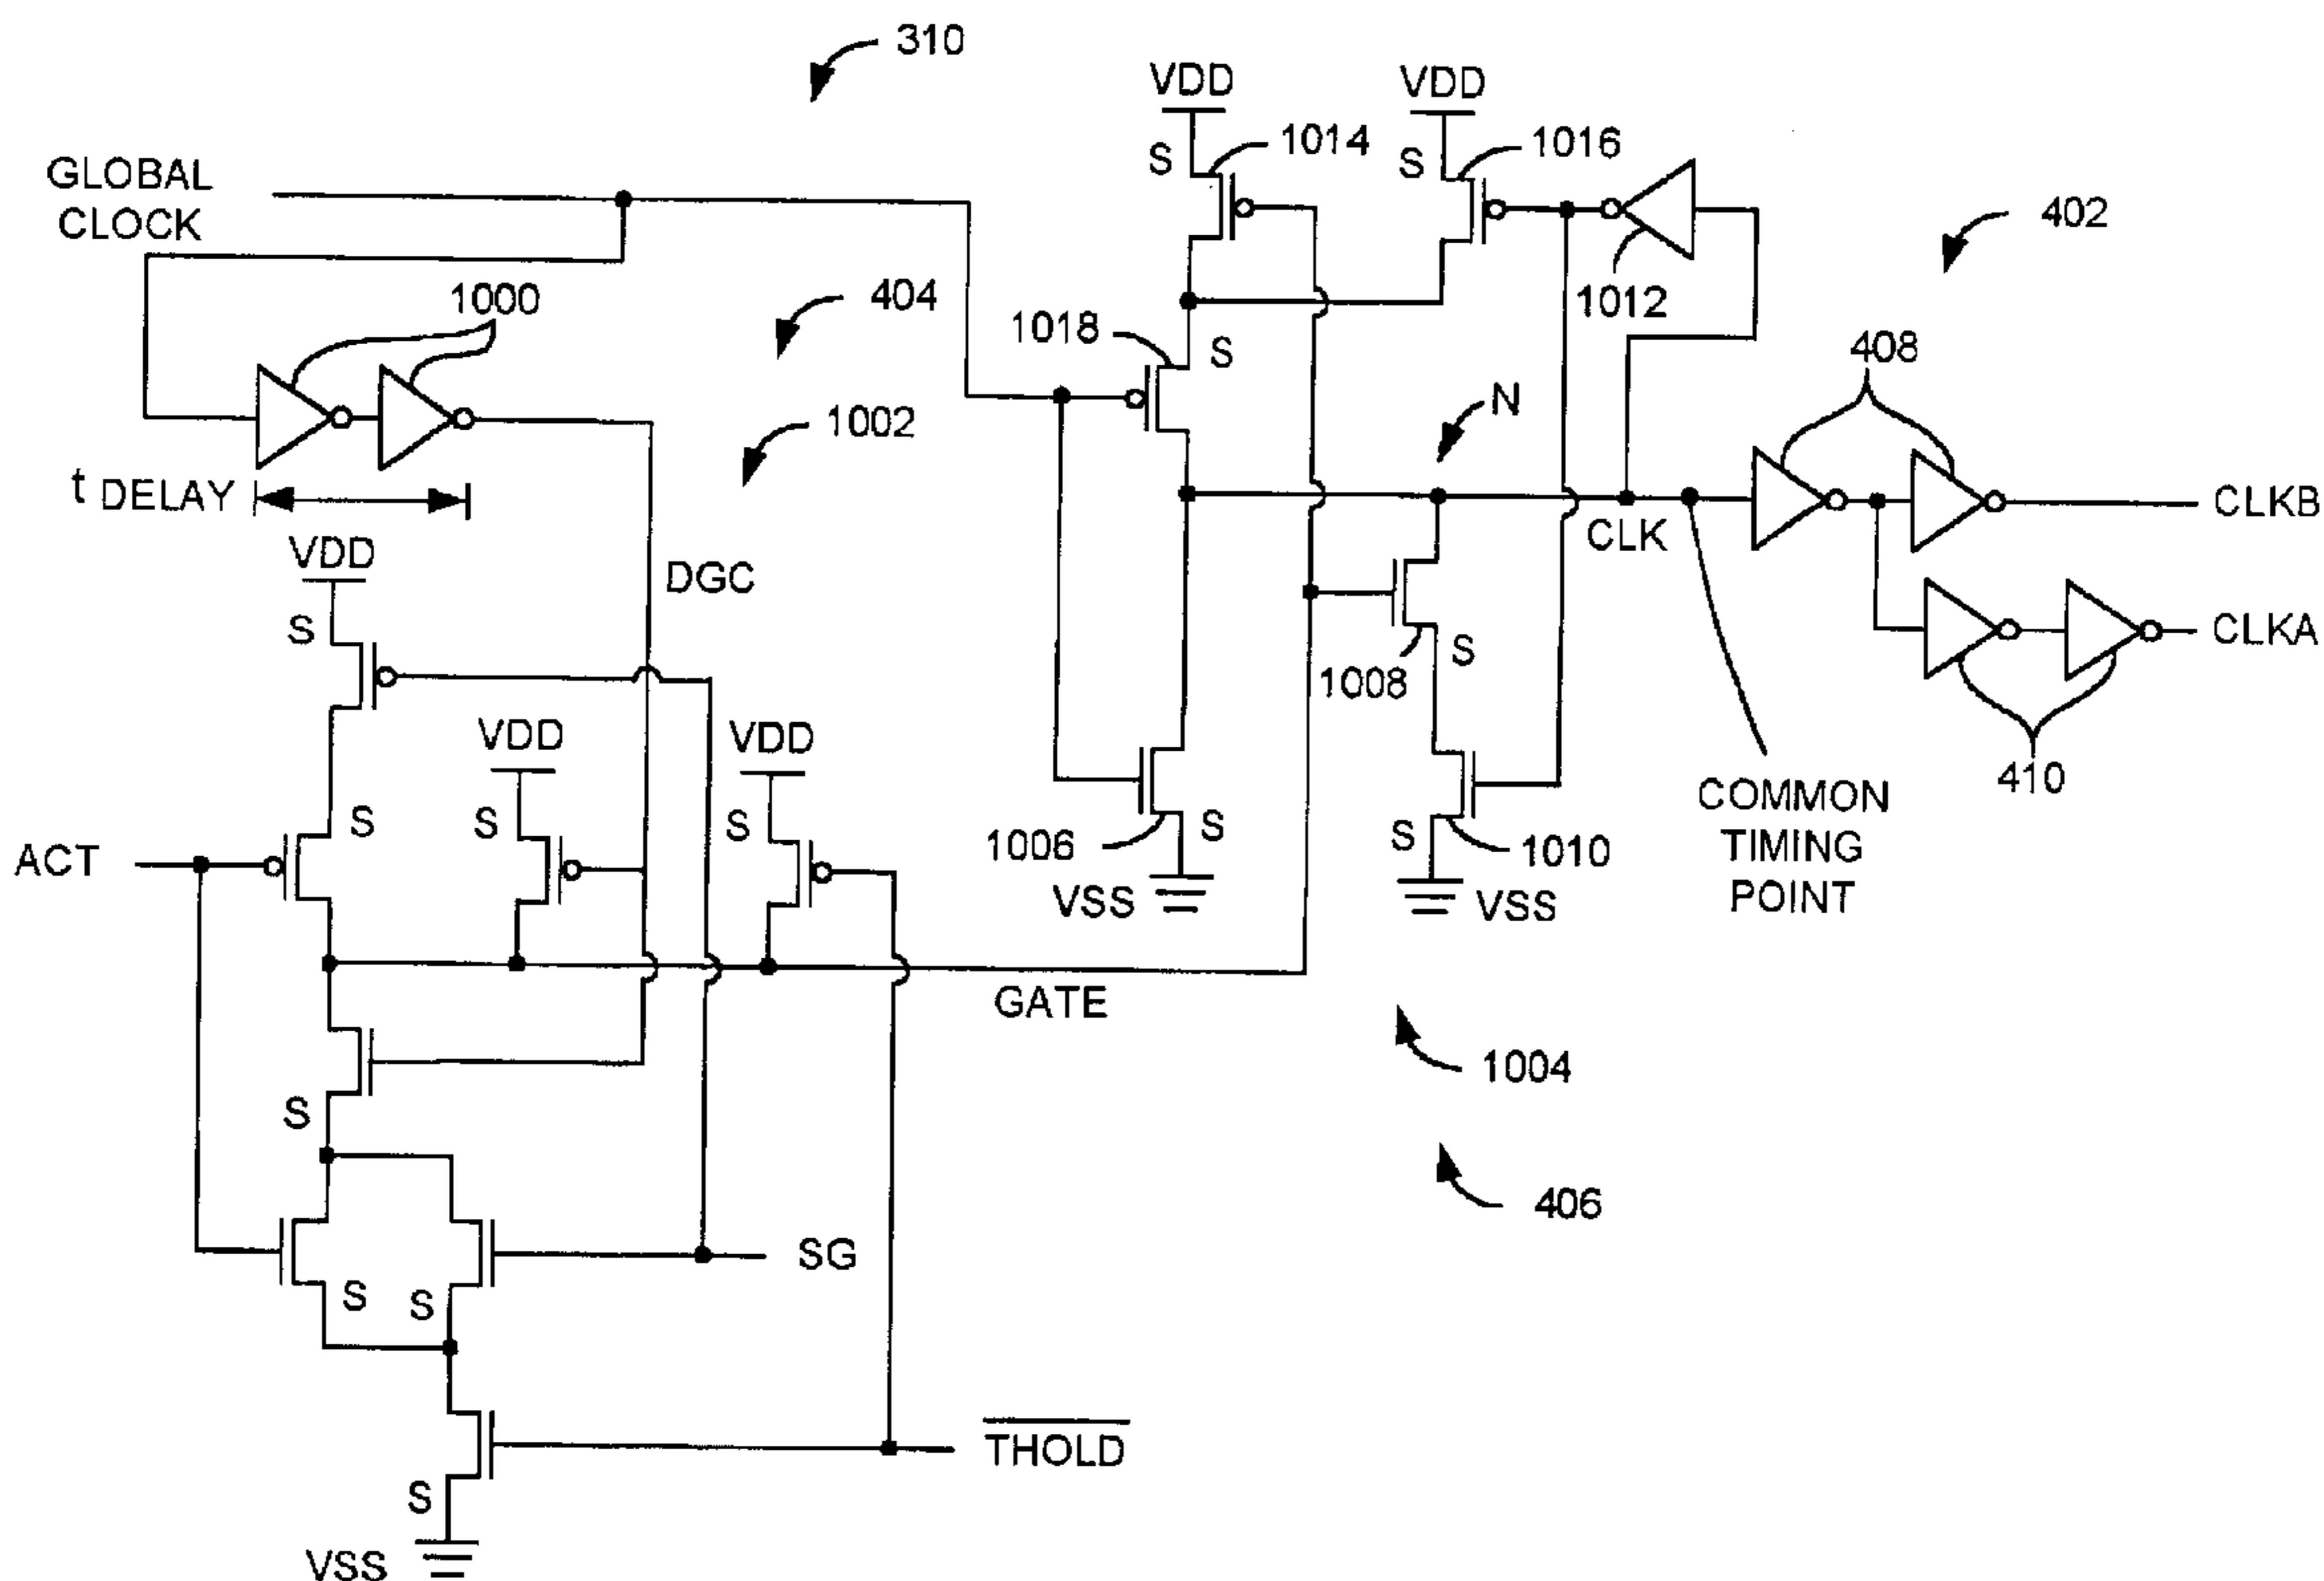 310
VDD
VDD
1014
1016
S
S
GLOBAL
CLOCK
402
1000
404
1012
1018
S
408
1002
N
t DELAY
CLK
CLKB
VDD
DGC
S
CLKA
1008
S
VDD
VDD
410
S
S
S
COMMON
TIMING
POINT
1006
S
S
1010
ACT
VSS
VSS
GATE
1004
S
406
SG
S
S
THOLD
S
VSS